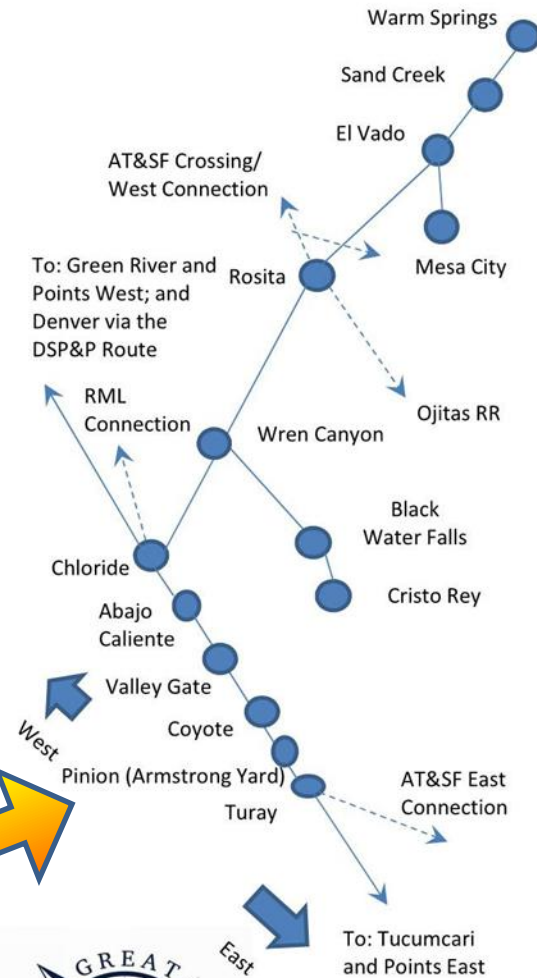 Warm Springs
Sand Creek
El Vado
AT&SF Crossing/
West Connection
Mesa City
To: Green River and
Points West; and
Denver via the
DSP&P Route
Rosita
RML
Connection
Ojitas RR
Wren Canyon
Black
Water Falls
Chloride
Cristo Rey
Abajo
Caliente
Valley Gate
West
Coyote
Pinion (Armstrong Yard)
AT&SF East
Connection
Turay
East
To: Tucumcari
and Points East
GREAT